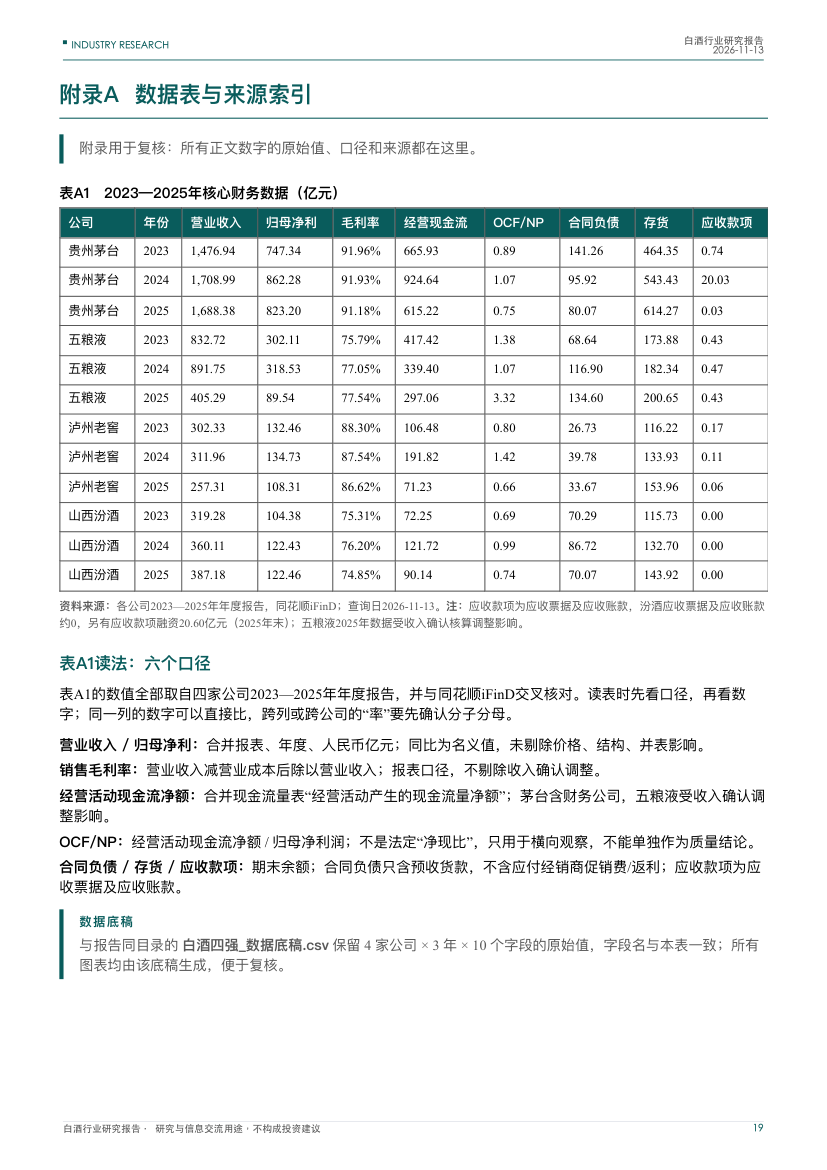 INDUSTRY RESEARCH
白酒行业研究报告
2026-11-13
附录A 数据表与来源索引
附录用于复核：所有正文数字的原始值、口径和来源都在这里。
表A1 2023—2025年核心财务数据（亿元）
公司 年份 营业收入 归母净利 毛利率 经营现金流 OCF/NP 合同负债 存货 应收款项
贵州茅台 2023 1,476.94 747.34 91.96% 665.93 0.89 141.26 464.35 0.74
贵州茅台 2024 1,708.99 862.28 91.93% 924.64 1.07 95.92 543.43 20.03
贵州茅台 2025 1,688.38 823.20 91.18% 615.22 0.75 80.07 614.27 0.03
五粮液 2023 832.72 302.11 75.79% 417.42 1.38 68.64 173.88 0.43
五粮液 2024 891.75 318.53 77.05% 339.40 1.07 116.90 182.34 0.47
五粮液 2025 405.29 89.54 77.54% 297.06 3.32 134.60 200.65 0.43
泸州老窖 2023 302.33 132.46 88.30% 106.48 0.80 26.73 116.22 0.17
泸州老窖 2024 311.96 134.73 87.54% 191.82 1.42 39.78 133.93 0.11
泸州老窖 2025 257.31 108.31 86.62% 71.23 0.66 33.67 153.96 0.06
山西汾酒 2023 319.28 104.38 75.31% 72.25 0.69 70.29 115.73 0.00
山西汾酒 2024 360.11 122.43 76.20% 121.72 0.99 86.72 132.70 0.00
山西汾酒 2025 387.18 122.46 74.85% 90.14 0.74 70.07 143.92 0.00
资料来源：各公司2023—2025年年度报告，同花顺iFinD；查询日2026-11-13。注：应收款项为应收票据及应收账款，汾酒应收票据及应收账款
约0，另有应收款项融资20.60亿元（2025年末）；五粮液2025年数据受收入确认核算调整影响。
表A1读法：六个口径
表A1的数值全部取自四家公司2023—2025年年度报告，并与同花顺iFinD交叉核对。读表时先看口径，再看数
字；同一列的数字可以直接比，跨列或跨公司的“率”要先确认分子分母。
营业收入 / 归母净利：合并报表、年度、人民币亿元；同比为名义值，未剔除价格、结构、并表影响。
销售毛利率：营业收入减营业成本后除以营业收入；报表口径，不剔除收入确认调整。
经营活动现金流净额：合并现金流量表“经营活动产生的现金流量净额”；茅台含财务公司，五粮液受收入确认调
整影响。
OCF/NP：经营活动现金流净额 / 归母净利润；不是法定“净现比”，只用于横向观察，不能单独作为质量结论。
合同负债 / 存货 / 应收款项：期末余额；合同负债只含预收货款，不含应付经销商促销费/返利；应收款项为应
收票据及应收账款。
数据底稿
与报告同目录的 白酒四强_数据底稿.csv 保留 4 家公司 × 3 年 × 10 个字段的原始值，字段名与本表一致；所有
图表均由该底稿生成，便于复核。
白酒行业研究报告 · 研究与信息交流用途 · 不构成投资建议
19